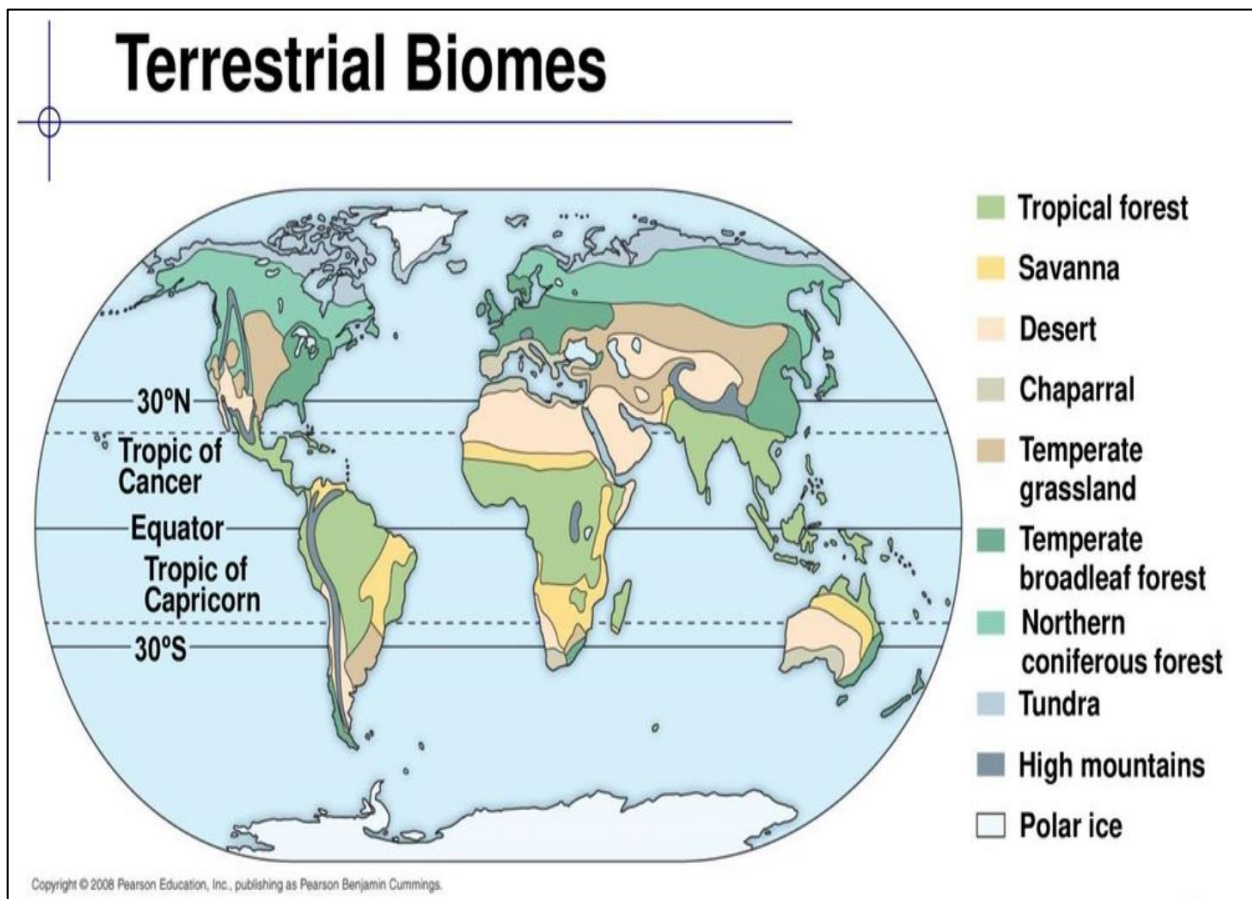 Terrestrial Biomes
30ºN
Tropic of
Cancer
Equator
Tropic of
Capricorn
30ºS
Tropical forest
Savanna
Desert
Chaparral
Temperate
grassland
Temperate
broadleaf forest
Northern
coniferous forest
Tundra
High mountains
Polar ice
Copyright © 2008 Pearson Education, Inc., publishing as Pearson Benjamin Cummings.